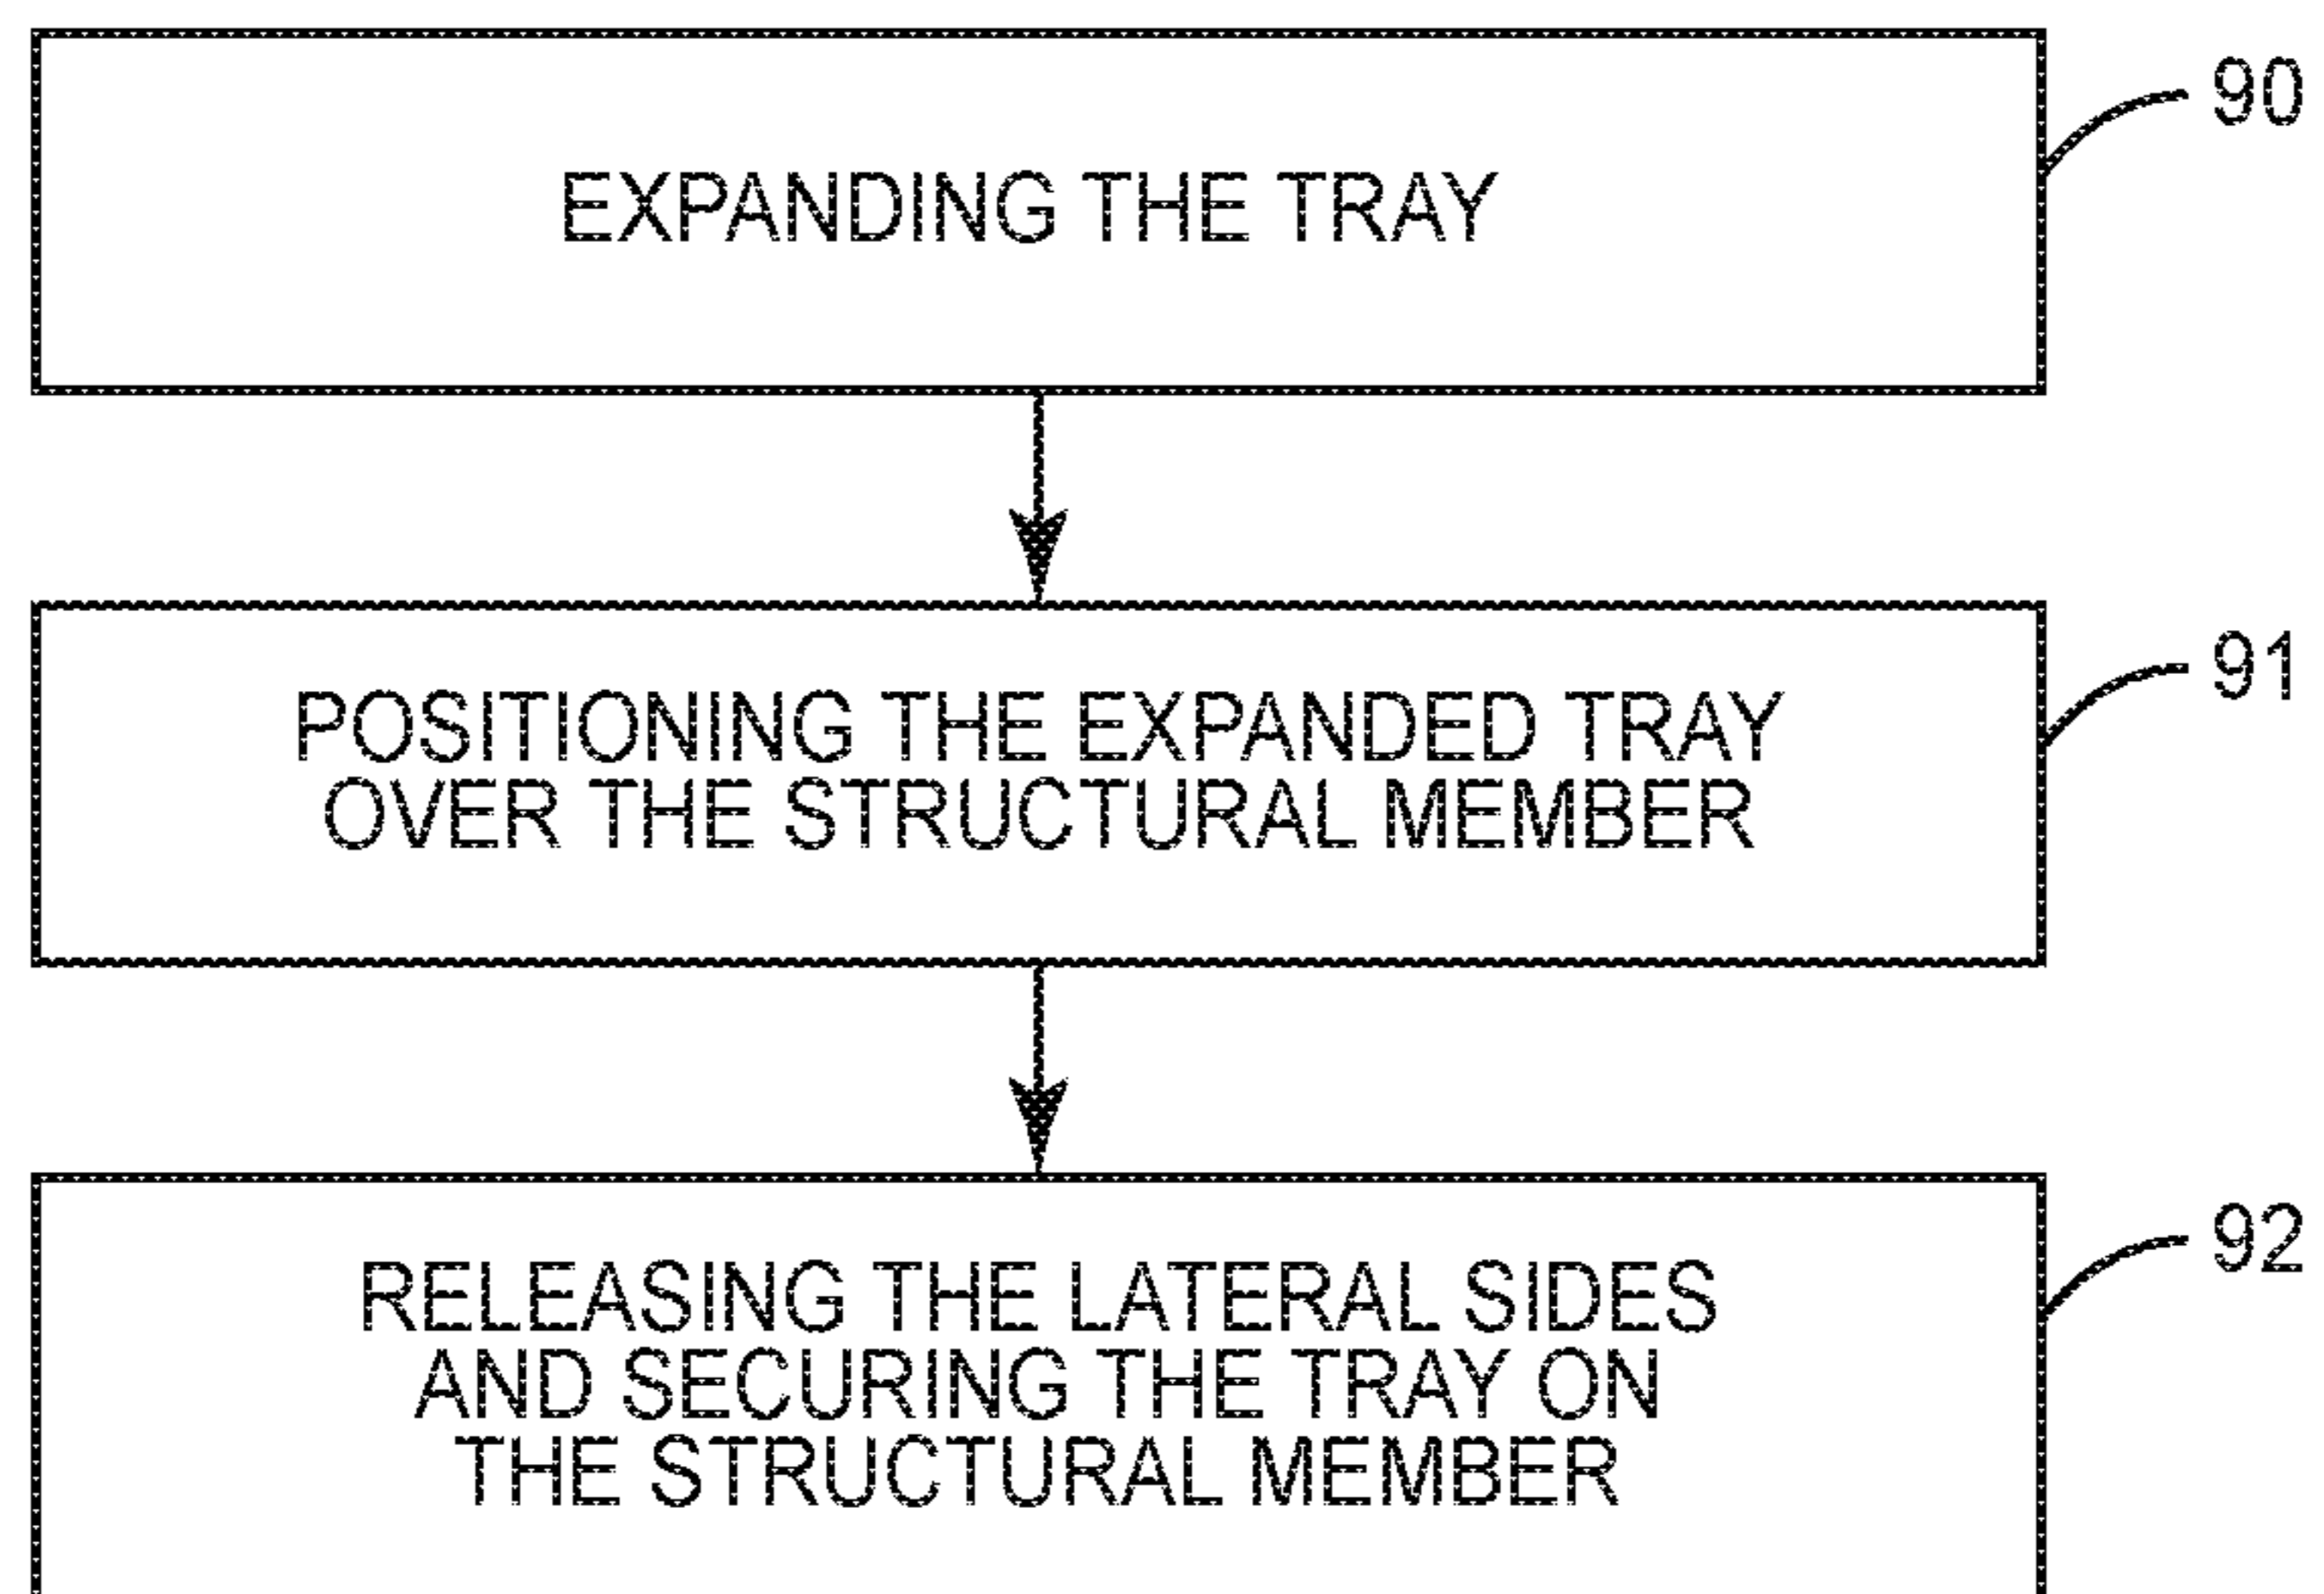 EXPANDING THE TRAY
90
POSITIONING THE EXPANDED TRAY
OVER THE STRUCTURAL MEMBER
91
RELEASING THE LATERAL SIDES
AND SECURING THE TRAY ON
THE STRUCTURAL MEMBER
92